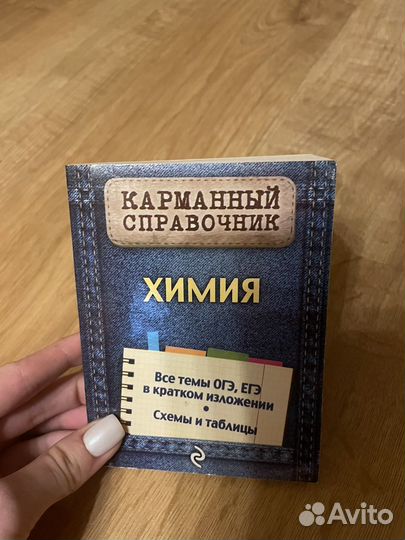 КАРМАННЫЙ
СПРАВОЧНИК
ХИМИЯ
Все темы ОГЭ, ЕГЭ
в кратком изложении
•
Схемы и таблицы
Avito